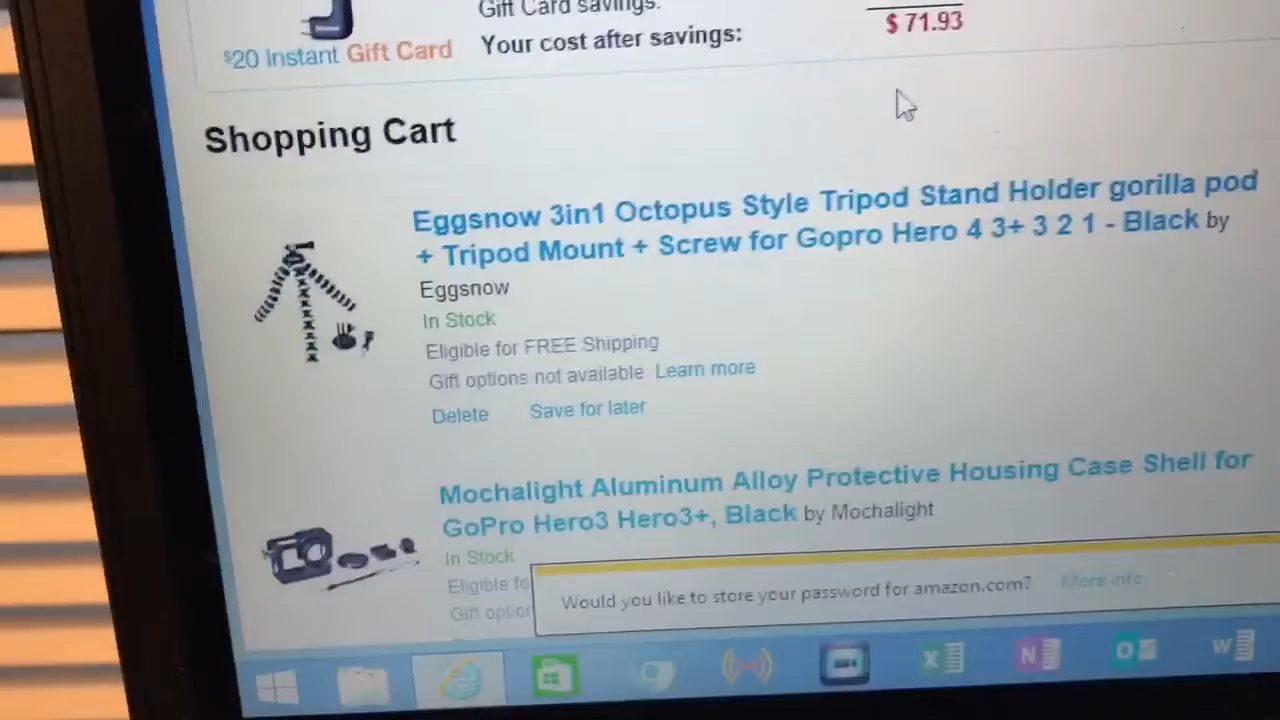 Gift Card savings:
$20 Instant Gift Card
Your cost after savings:
$ 71.93
Shopping Cart
Eggsnow 3in1 Octopus Style Tripod Stand Holder gorilla pod
+ Tripod Mount + Screw for Gopro Hero 4 3+ 3 2 1 - Black by
Eggsnow
In Stock
Eligible for FREE Shipping
Gift options not available Learn more
Delete Save for later
Mochalight Aluminum Alloy Protective Housing Case Shell for
GoPro Hero3 Hero3+, Black by Mochalight
In Stock
Eligible fo
Gift option
Would you like to store your password for amazon.com? More info
X N O W